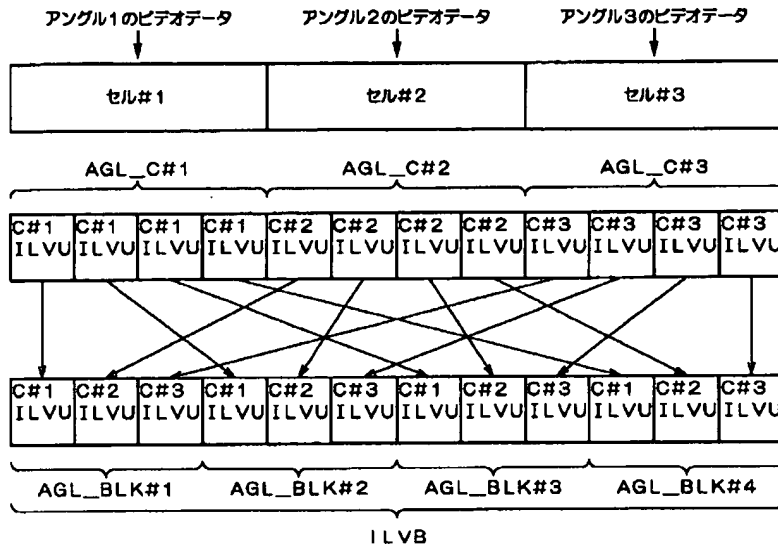 アングル1のビデオデータ アングル2のビデオデータ アングル3のビデオデータ
セル#1 セル#2 セル#3
AGL_C#1 AGL_C#2 AGL_C#3
C#1 C#1 C#1 C#1 C#2 C#2 C#2 C#2 C#3 C#3 C#3 C#3
ILVU ILVU ILVU ILVU ILVU ILVU ILVU ILVU ILVU ILVU ILVU ILVU
C#1 C#2 C#3 C#1 C#2 C#3 C#1 C#2 C#3 C#1 C#2 C#3
ILVU ILVU ILVU ILVU ILVU ILVU ILVU ILVU ILVU ILVU ILVU ILVU
AGL_BLK#1 AGL_BLK#2 AGL_BLK#3 AGL_BLK#4
ILVB